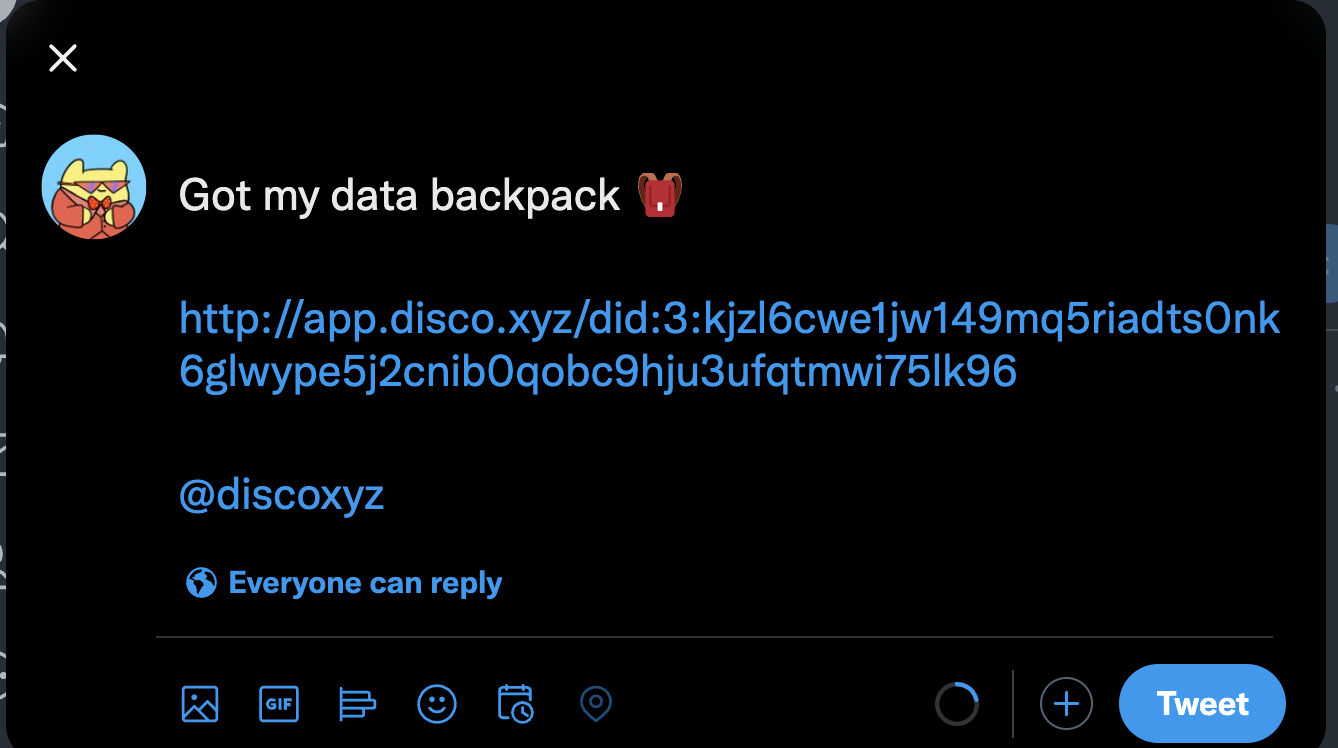 Got my data backpack 🎒
http://app.disco.xyz/did:3:kjzl6cwe1jw149mq5riadts0nk
6glwype5j2cnib0qobc9hju3ufqtmwi75lk96
@discoxyz
Everyone can reply
GIF
Tweet